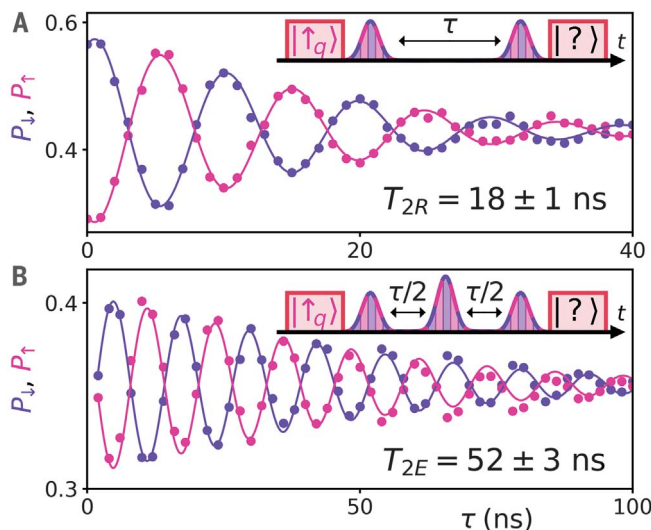 A
0.6
|↑q⟩
τ
|?⟩
t
P↓, P↑
0.4
T2R = 18 ± 1 ns
0 20 40
B
0.4
|↑q⟩
τ/2
τ/2
|?⟩
t
P↓, P↑
T2E = 52 ± 3 ns
0.3
0 50 100
τ (ns)